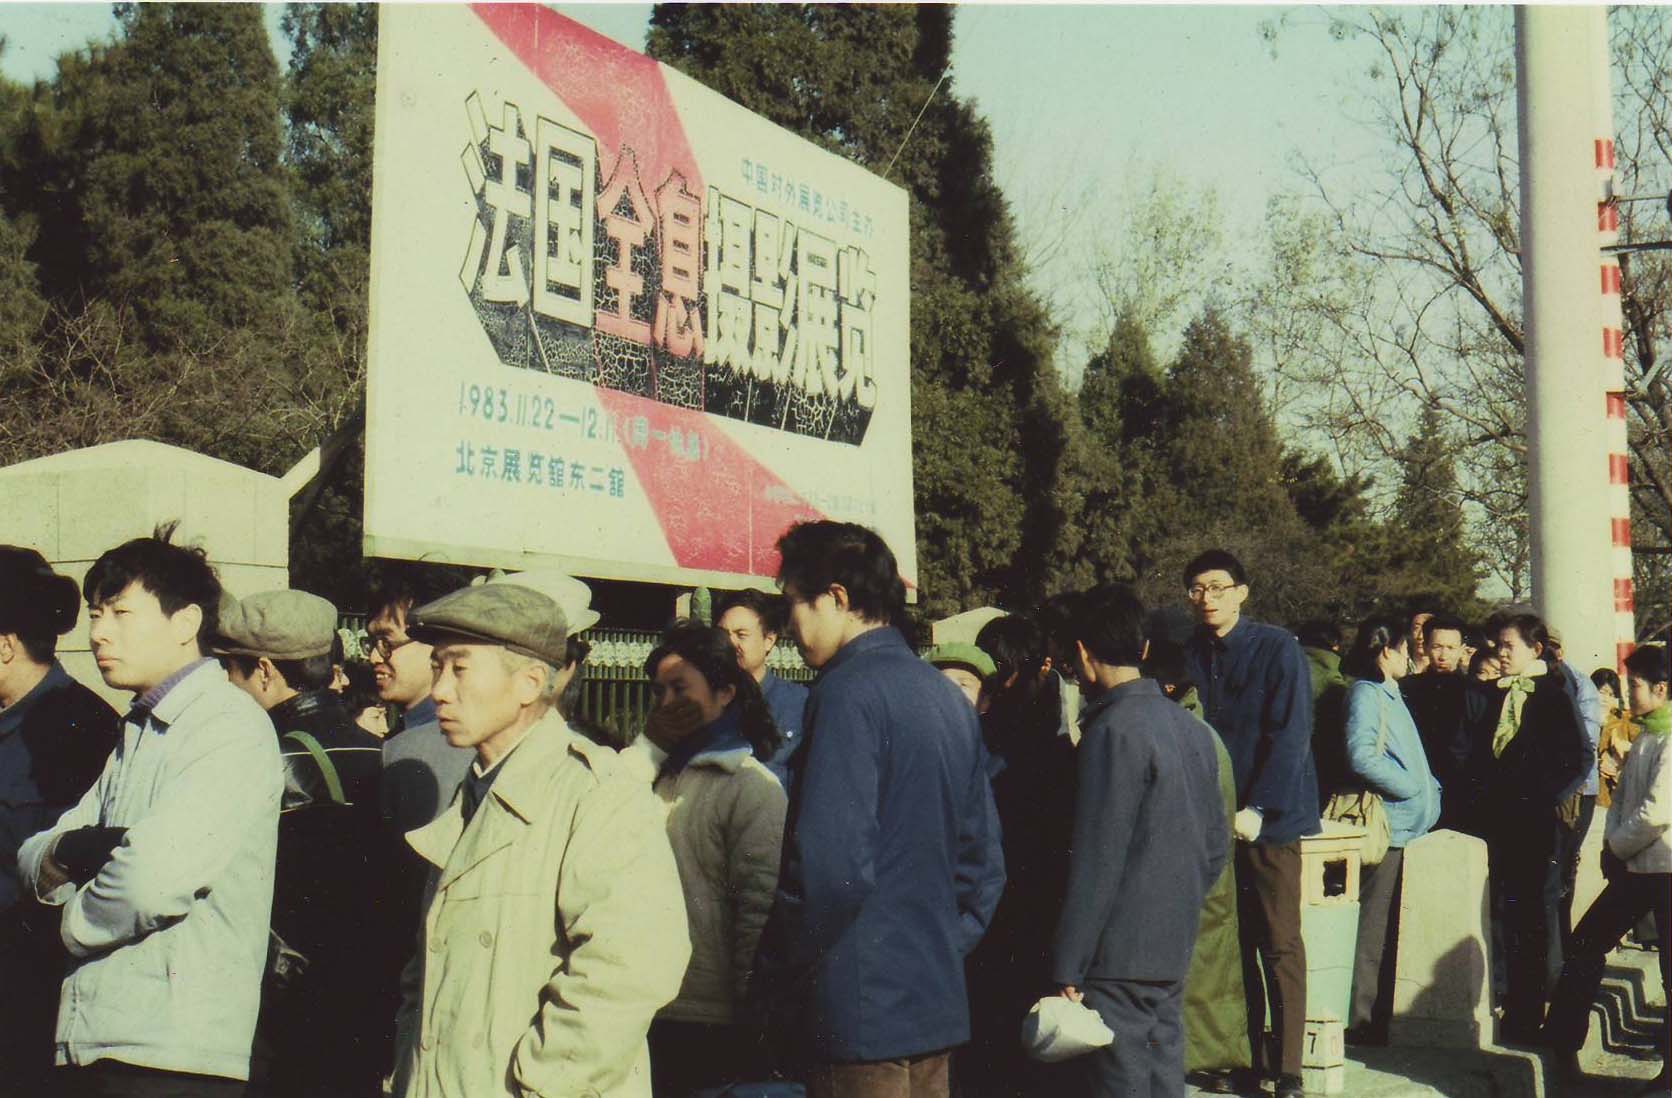 中国对外展览公司主办
法国全息摄影展览
1983.11.22—12.11
北京展览馆东二馆
7